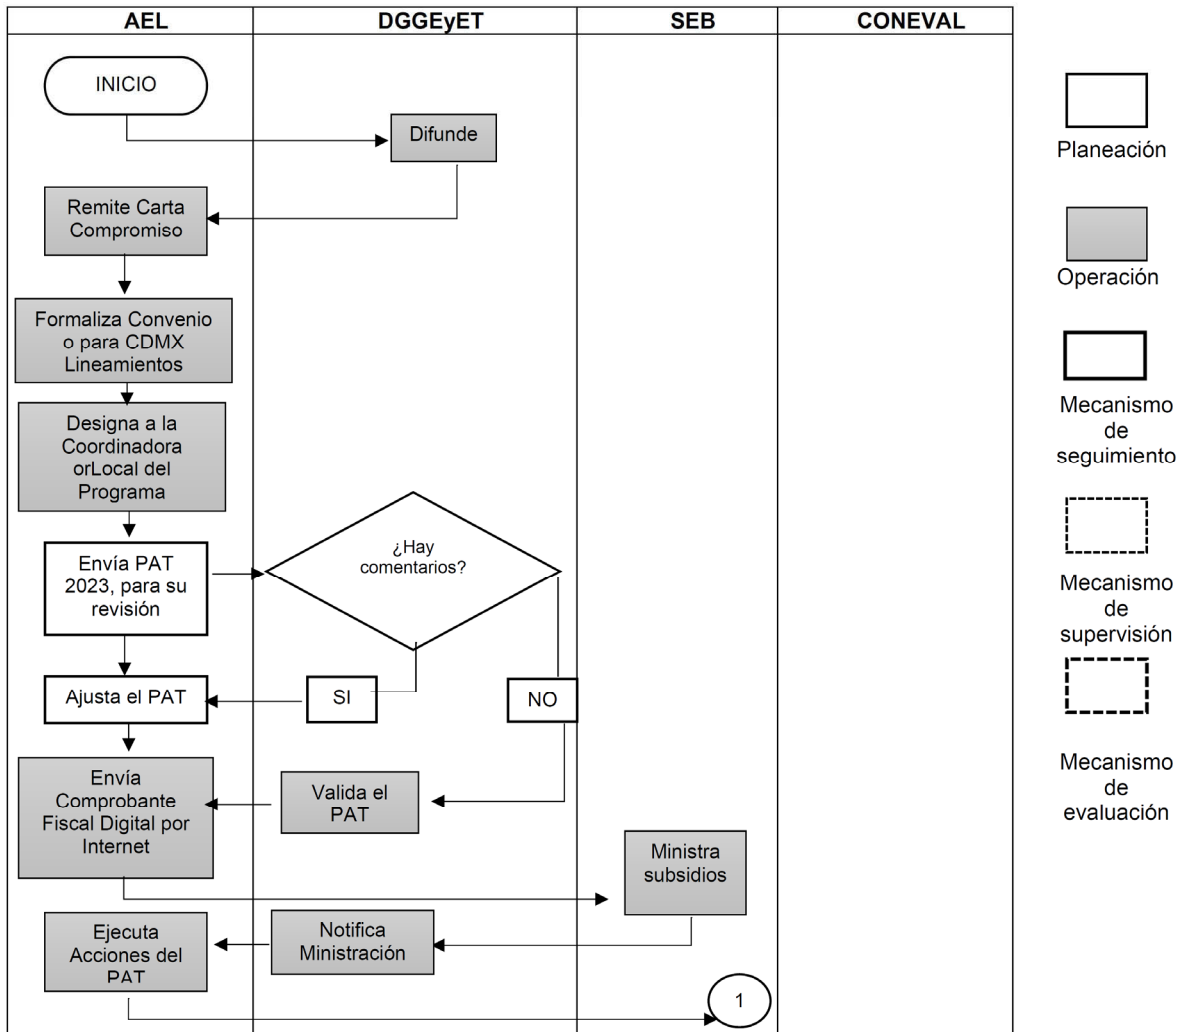 AEL
DGGEyET
SEB
CONEVAL
INICIO
Difunde
Remite Carta
Compromiso
Formaliza Convenio
o para CDMX
Lineamientos
Designa a la
Coordinadora
orLocal del
Programa
Envía PAT
2023, para su
revisión
¿Hay
comentarios?
Ajusta el PAT
SI
NO
Envía
Comprobante
Fiscal Digital por
Internet
Valida el
PAT
Ministra
subsidios
Notifica
Ministración
Ejecuta
Acciones del
PAT
1
Planeación
Operación
Mecanismo
de
seguimiento
Mecanismo
de
supervisión
Mecanismo
de
evaluación